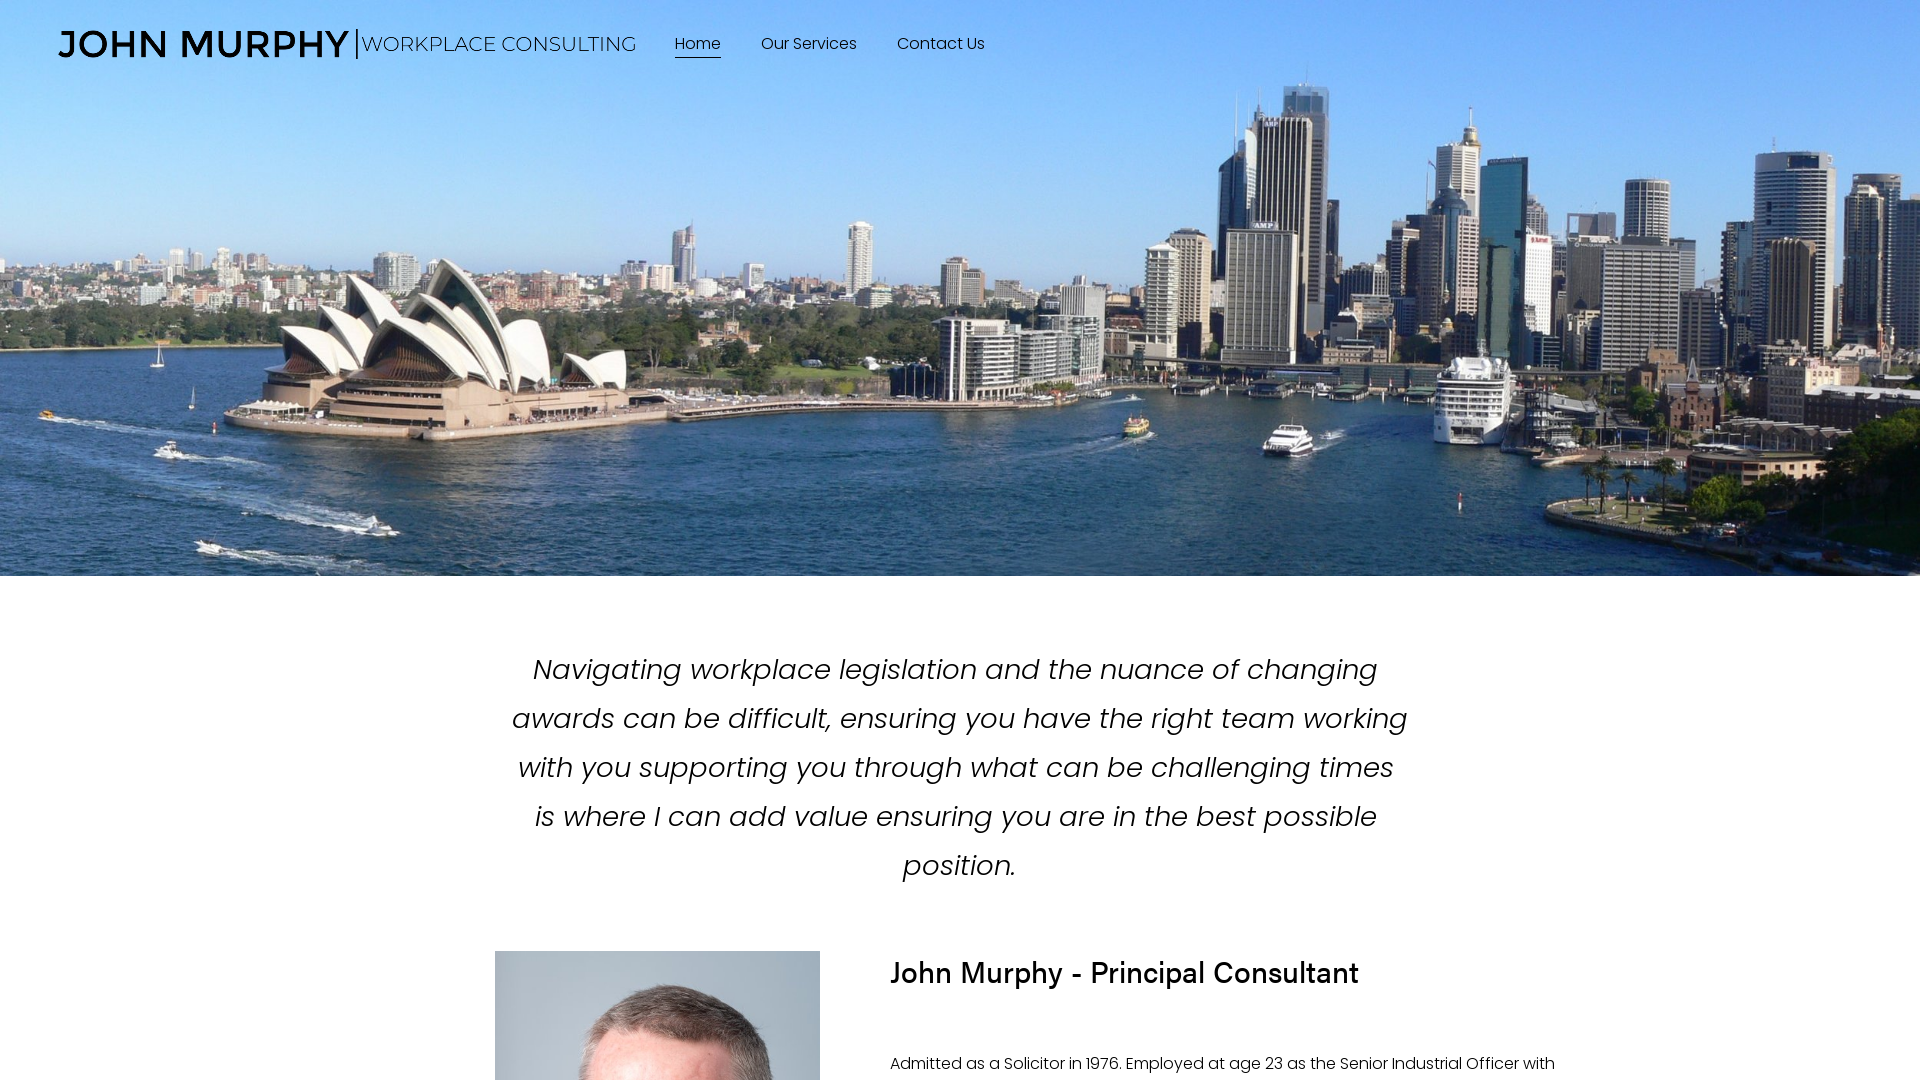 JOHN MURPHY | WORKPLACE CONSULTING
Home
Our Services
Contact Us
AMP
AMP
Navigating workplace legislation and the nuance of changing
awards can be difficult, ensuring you have the right team working
with you supporting you through what can be challenging times
is where I can add value ensuring you are in the best possible
position.
John Murphy - Principal Consultant
Admitted as a Solicitor in 1976. Employed at age 23 as the Senior Industrial Officer with